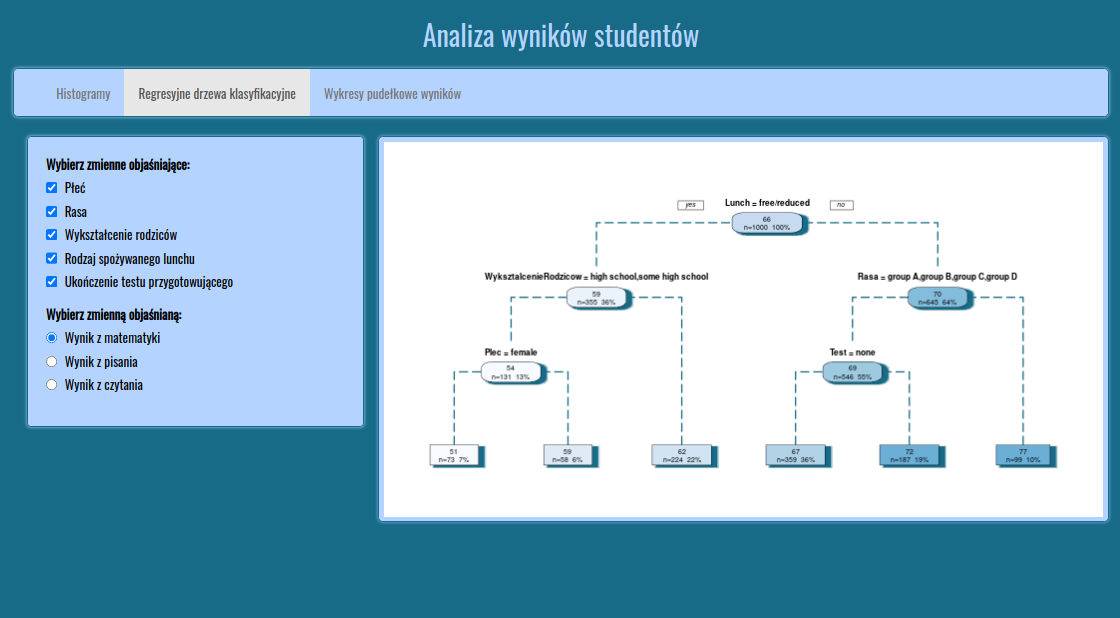 Analiza wyników studentów
Histogramy
Regresyjne drzewa klasyfikacyjne
Wykresy pudełkowe wyników
Wybierz zmienne objaśniające:
Płeć
Rasa
Wykształcenie rodziców
Rodzaj spożywanego lunchu
Ukończenie testu przygotowującego
Wybierz zmienną objaśnianą:
Wynik z matematyki
Wynik z pisania
Wynik z czytania
yes
Lunch = free/reduced
no
66
n=1000 100%
WyksztalcenieRodzicow = high school,some high school
Rasa = group A,group B,group C,group D
59
n=355 36%
70
n=645 64%
Plec = female
Test = none
54
n=131 13%
69
n=546 55%
51
n=73 7%
59
n=58 6%
62
n=224 22%
67
n=359 36%
72
n=187 19%
77
n=99 10%